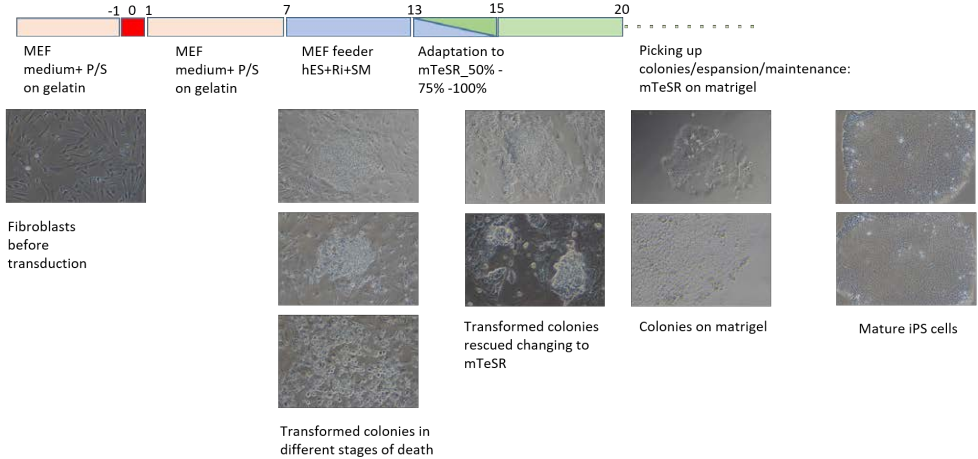 -1 0 1 7 13 15 20
MEF
medium+ P/S
on gelatin
MEF
medium+ P/S
on gelatin
MEF feeder
hES+Ri+SM
Adaptation to
mTeSR_50% -
75% -100%
Picking up
colonies/espansion/maintenance:
mTeSR on matrigel
Fibroblasts
before
transduction
Transformed colonies in
different stages of death
Transformed colonies
rescued changing to
mTeSR
Colonies on matrigel
Mature iPS cells